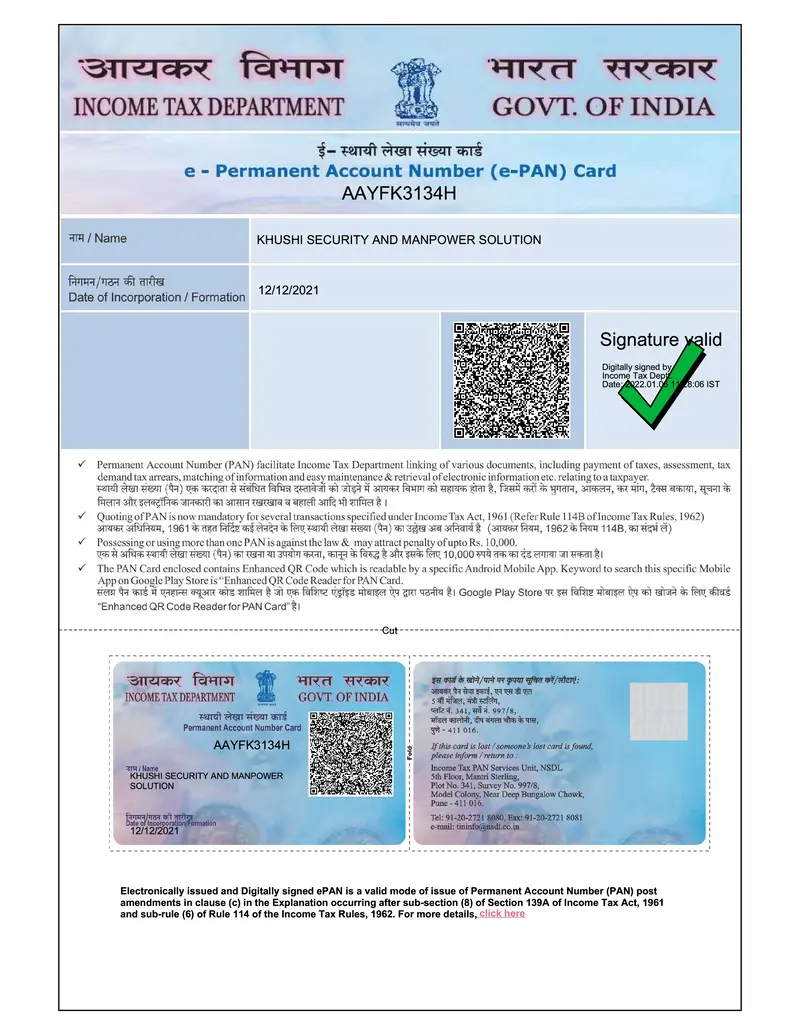 आयकर विभाग
INCOME TAX DEPARTMENT
सत्यमेव जयते
भारत सरकार
GOVT. OF INDIA
ई- स्थायी लेखा संख्या कार्ड
e - Permanent Account Number (e-PAN) Card
AAYFK3134H
नाम / Name
KHUSHI SECURITY AND MANPOWER SOLUTION
निगमन/गठन की तारीख
Date of Incorporation / Formation
12/12/2021
Signature valid
Digitally signed by
Income Tax Dept.
Date: 2022.01.06 11:28:06 IST
✓ Permanent Account Number (PAN) facilitate Income Tax Department linking of various documents, including payment of taxes, assessment, tax
demand tax arrears, matching of information and easy maintenance & retrieval of electronic information etc. relating to a taxpayer.
स्थायी लेखा संख्या (पैन) एक करदाता से संबंधित विभिन्न दस्तावेजों को जोड़ने में आयकर विभाग को सहायक होता है, जिसमें करों के भुगतान, आकलन, कर मांग, टैक्स बकाया, सूचना के
मिलान और इलक्ट्रॉनिक जानकारी का आसान रखरखाव व बहाली आदि भी शामिल है ।
✓ Quoting of PAN is now mandatory for several transactions specified under Income Tax Act, 1961 (Refer Rule 114B of Income Tax Rules, 1962)
आयकर अधिनियम, 1961 के तहत निर्दिष्ट कई लेनदेन के लिए स्थायी लेखा संख्या (पैन) का उल्लेख अब अनिवार्य है (आयकर नियम, 1962 के नियम 114B, का संदर्भ लें)
✓ Possessing or using more than one PAN is against the law & may attract penalty of upto Rs. 10,000.
एक से अधिक स्थायी लेखा संख्या (पैन) का रखना या उपयोग करना, कानून के विरुद्ध है और इसके लिए 10,000 रुपये तक का दंड लगाया जा सकता है।
✓ The PAN Card enclosed contains Enhanced QR Code which is readable by a specific Android Mobile App. Keyword to search this specific Mobile
App on Google Play Store is “Enhanced QR Code Reader for PAN Card.
संलग्न पैन कार्ड में एनहान्स क्यूआर कोड शामिल है जो एक विशिष्ट एंड्रॉइड मोबाइल ऐप द्वारा पठनीय है। Google Play Store पर इस विशिष्ट मोबाइल ऐप को खोजने के लिए कीवर्ड
“Enhanced QR Code Reader for PAN Card” है।
Cut
आयकर विभाग
INCOME TAX DEPARTMENT
भारत सरकार
GOVT. OF INDIA
स्थायी लेखा संख्या कार्ड
Permanent Account Number Card
AAYFK3134H
नाम / Name
KHUSHI SECURITY AND MANPOWER
SOLUTION
निगमन/गठन की तारीख
Date of Incorporation/Formation
12/12/2021
Fold
इस कार्ड के खोने/पाने पर कृपया सूचित करें/लौटाएं:
आयकर पैन सेवा इकाई, एन एस डी एल
5 वीं मंजिल, मंत्री स्टर्लिंग,
प्लॉट नं. 341, सर्वे नं. 997/8,
मॉडल कालोनी, दीप बंगला चौक के पास,
पुणे - 411 016.
If this card is lost / someone's lost card is found,
please inform / return to :
Income Tax PAN Services Unit, NSDL
5th Floor, Mantri Sterling,
Plot No. 341, Survey No. 997/8,
Model Colony, Near Deep Bungalow Chowk,
Pune - 411 016.
Tel: 91-20-2721 8080, Fax: 91-20-2721 8081
e-mail: tininfo@nsdl.co.in
Electronically issued and Digitally signed ePAN is a valid mode of issue of Permanent Account Number (PAN) post
amendments in clause (c) in the Explanation occurring after sub-section (8) of Section 139A of Income Tax Act, 1961
and sub-rule (6) of Rule 114 of the Income Tax Rules, 1962. For more details, click here